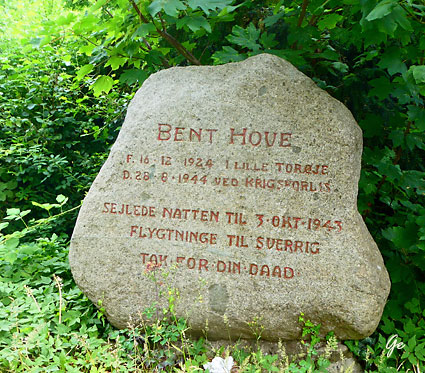 BENT HOVE
F. 16 12 1924 I LILLE TORØJE
D. 28 · 8 · 1944 VED KRIGSFORLIS
SEJLEDE NATTEN TIL 3 OKT 1943
FLYGTNINGE TIL SVERRIG
TAK FOR DIN DAAD